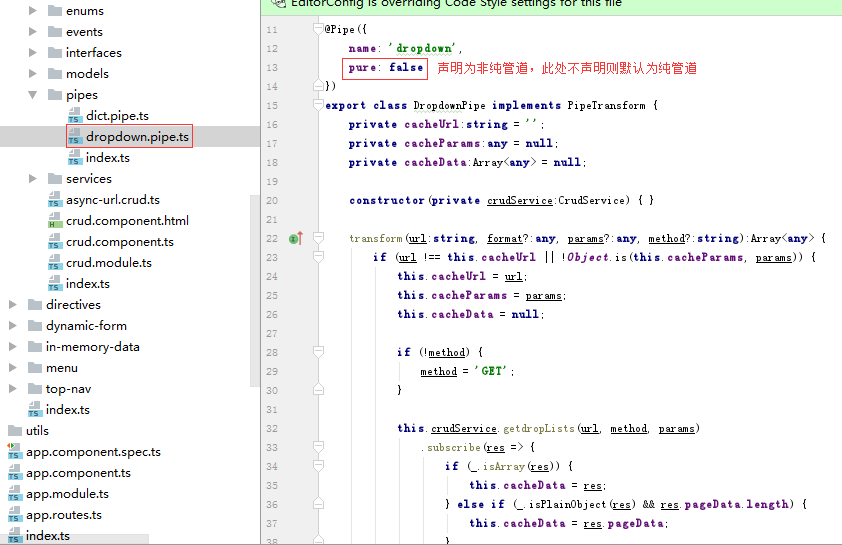 enums
events
interfaces
models
pipes
dict.pipe.ts
dropdown.pipe.ts
index.ts
services
async-url.crud.ts
crud.component.html
crud.component.ts
crud.module.ts
index.ts
directives
dynamic-form
in-memory-data
menu
top-nav
index.ts
utils
app.component.spec.ts
app.component.ts
app.module.ts
app.routes.ts
index.ts
EditorConfig is overriding Code Style settings for this file
11 @Pipe({
12 name: 'dropdown',
13 pure: false 声明为非纯管道，此处不声明则默认为纯管道
14 })
15 export class DropdownPipe implements PipeTransform {
16 private cacheUrl:string = '';
17 private cacheParams:any = null;
18 private cacheData:Array<any> = null;
19
20 constructor(private crudService:CrudService) { }
21
22 transform(url:string, format?:any, params?:any, method?:string):Array<any> {
23 if (url !== this.cacheUrl || !Object.is(this.cacheParams, params)) {
24 this.cacheUrl = url;
25 this.cacheParams = params;
26 this.cacheData = null;
27
28 if (!method) {
29 method = 'GET';
30 }
31
32 this.crudService.getdropLists(url, method, params)
33 .subscribe(res => {
34 if (_.isArray(res)) {
35 this.cacheData = res;
36 } else if (_.isPlainObject(res) && res.pageData.length) {
37 this.cacheData = res.pageData;
38 }